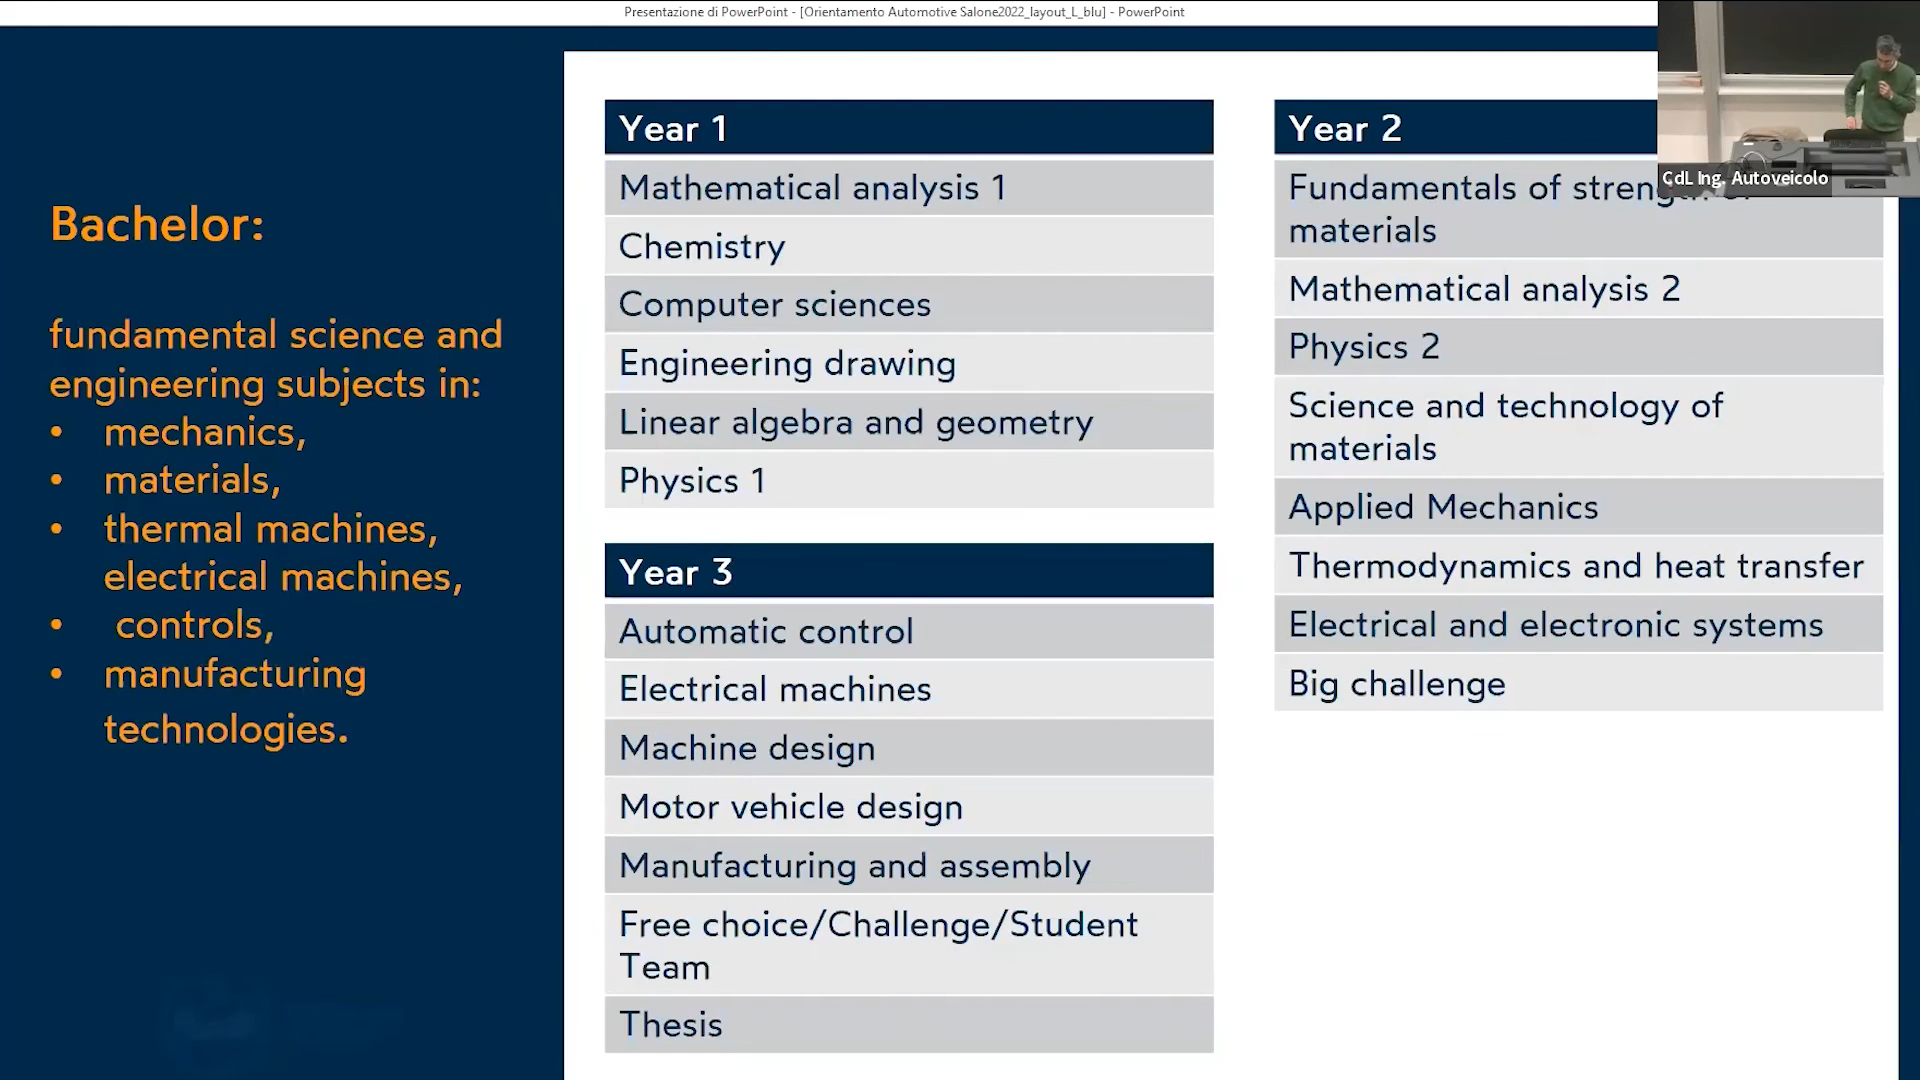 Presentazione di PowerPoint - [Orientamento Automotive Salone2022_layout_L_blu] - PowerPoint
CdL Ing. Autoveicolo
Bachelor:
fundamental science and
engineering subjects in:
• mechanics,
• materials,
• thermal machines,
electrical machines,
• controls,
• manufacturing
technologies.
Year 1
Mathematical analysis 1
Chemistry
Computer sciences
Engineering drawing
Linear algebra and geometry
Physics 1
Year 2
Fundamentals of strength of
materials
Mathematical analysis 2
Physics 2
Science and technology of
materials
Applied Mechanics
Thermodynamics and heat transfer
Electrical and electronic systems
Big challenge
Year 3
Automatic control
Electrical machines
Machine design
Motor vehicle design
Manufacturing and assembly
Free choice/Challenge/Student
Team
Thesis